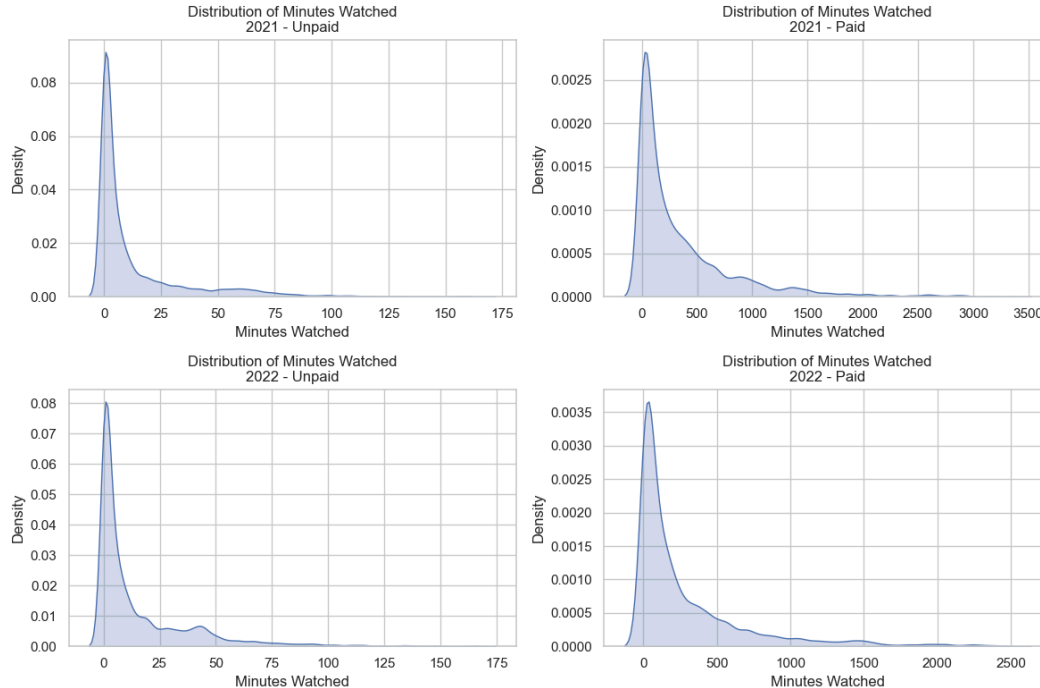 Distribution of Minutes Watched
2021 - Unpaid
Density
0.08
0.06
0.04
0.02
0.00
0 25 50 75 100 125 150 175
Minutes Watched
Distribution of Minutes Watched
2021 - Paid
Density
0.0025
0.0020
0.0015
0.0010
0.0005
0.0000
0 500 1000 1500 2000 2500 3000 3500
Minutes Watched
Distribution of Minutes Watched
2022 - Unpaid
Density
0.08
0.07
0.06
0.05
0.04
0.03
0.02
0.01
0.00
0 25 50 75 100 125 150 175
Minutes Watched
Distribution of Minutes Watched
2022 - Paid
Density
0.0035
0.0030
0.0025
0.0020
0.0015
0.0010
0.0005
0.0000
0 500 1000 1500 2000 2500
Minutes Watched